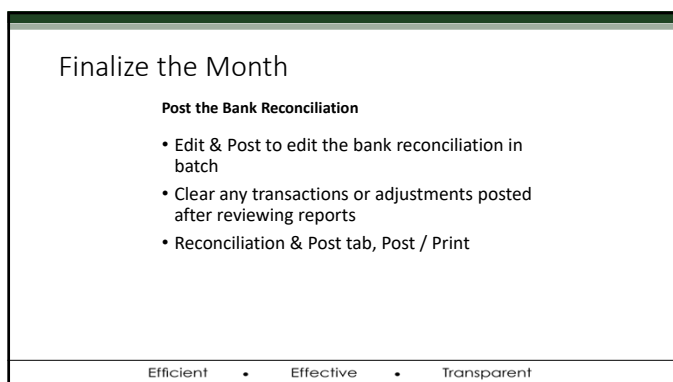 Finalize the Month
Post the Bank Reconciliation
• Edit & Post to edit the bank reconciliation in
batch
• Clear any transactions or adjustments posted
after reviewing reports
• Reconciliation & Post tab, Post / Print
Efficient • Effective • Transparent